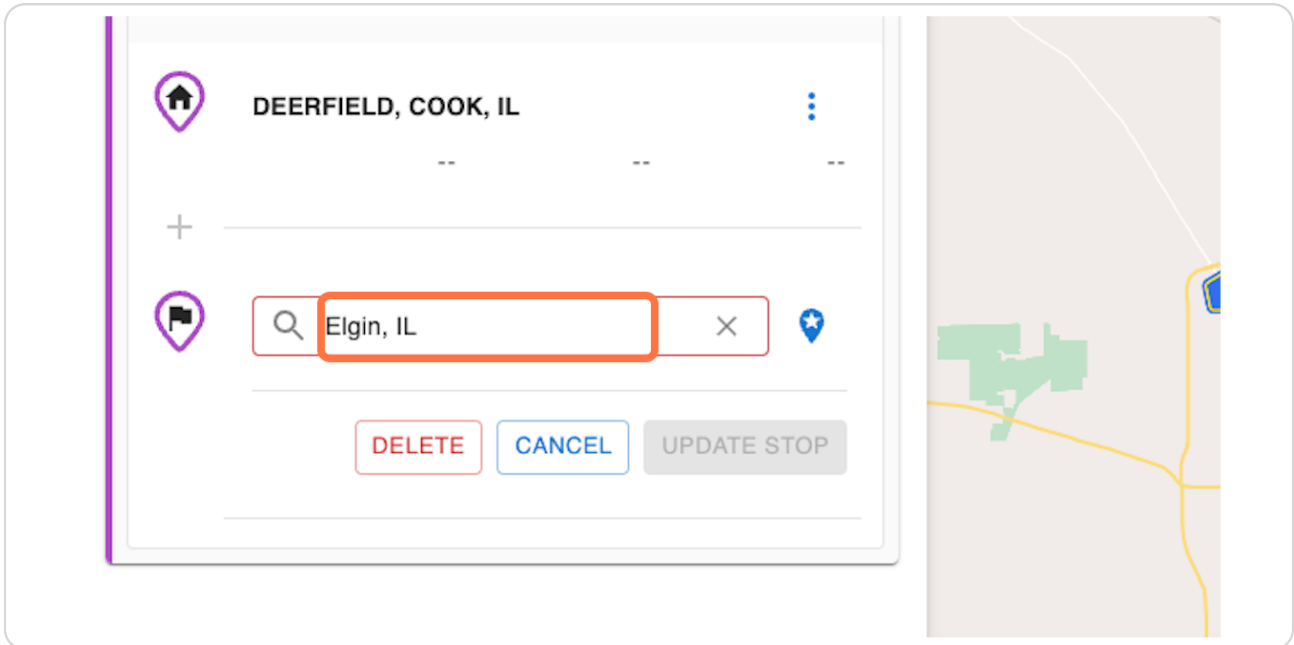 DEERFIELD, COOK, IL
-- -- --
Elgin, IL
DELETE CANCEL UPDATE STOP